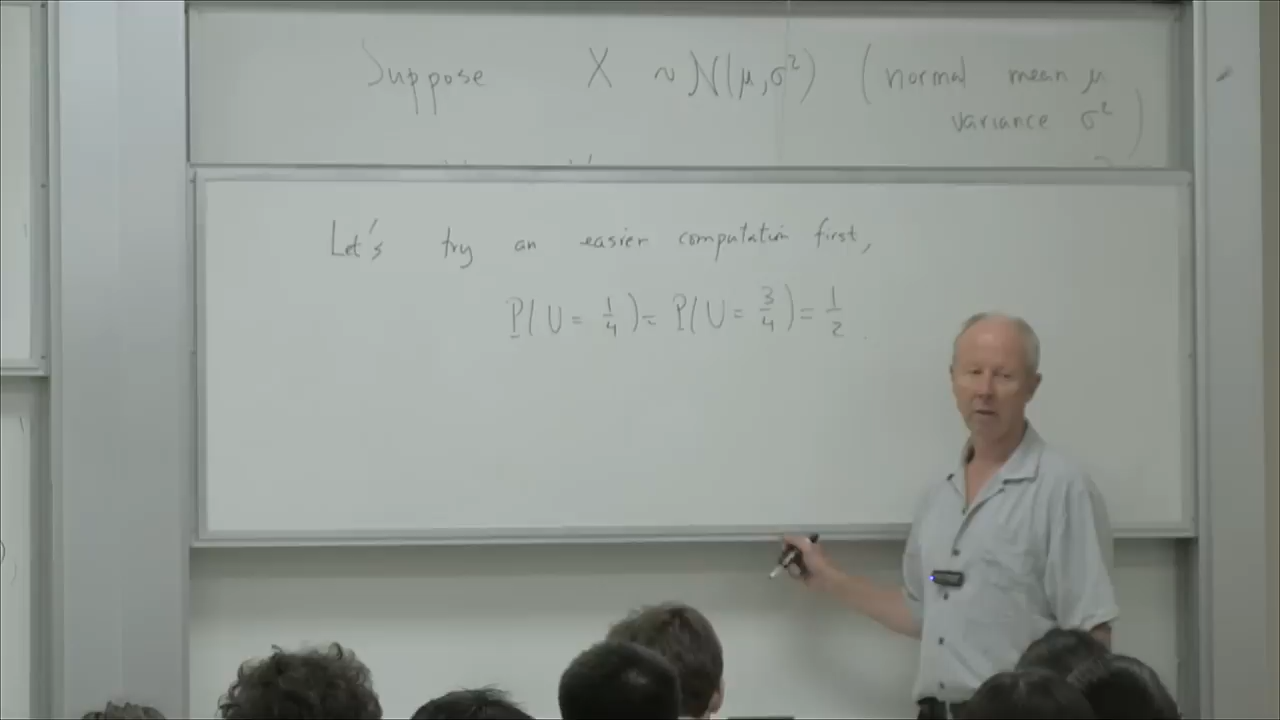 Suppose X ~ N(μ, σ²) (normal mean μ
variance σ²)
Let's try an easier computation first,
P(U = 1/4) = P(U = 3/4) = 1/2